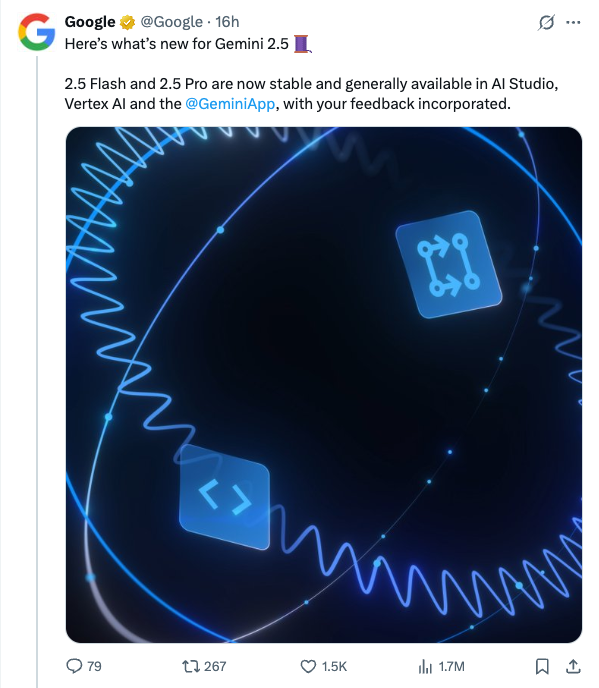 Google @Google · 16h
Here’s what’s new for Gemini 2.5 🧵
2.5 Flash and 2.5 Pro are now stable and generally available in AI Studio,
Vertex AI and the @GeminiApp, with your feedback incorporated.
< >
79 267 1.5K 1.7M